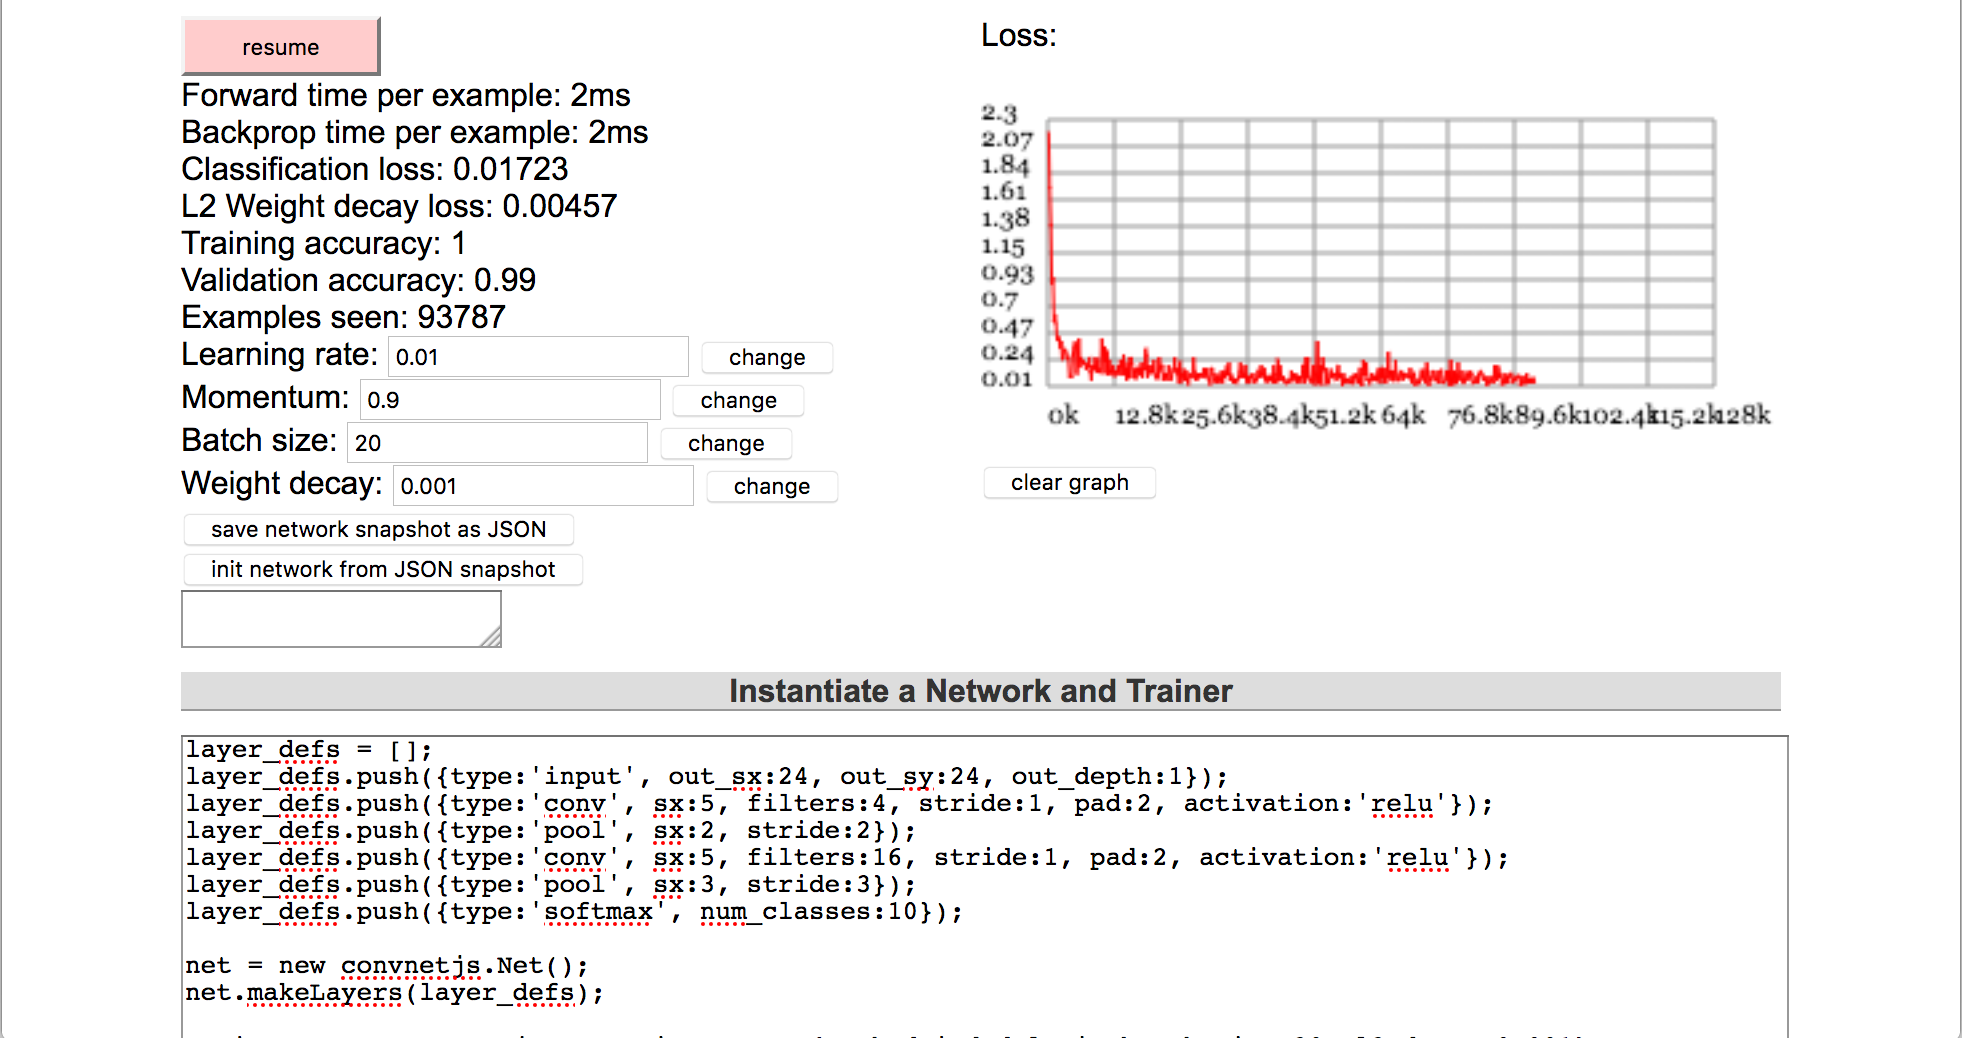 resume
Forward time per example: 2ms
Backprop time per example: 2ms
Classification loss: 0.01723
L2 Weight decay loss: 0.00457
Training accuracy: 1
Validation accuracy: 0.99
Examples seen: 93787
Learning rate: 0.01 change
Momentum: 0.9 change
Batch size: 20 change
Weight decay: 0.001 change
save network snapshot as JSON
init network from JSON snapshot
Loss:
2.3
2.07
1.84
1.61
1.38
1.15
0.93
0.7
0.47
0.24
0.01
0k 12.8k 25.6k 38.4k 51.2k 64k 76.8k 89.6k 102.4k 115.2k 128k
clear graph
Instantiate a Network and Trainer
layer_defs = [];
layer_defs.push({type:'input', out_sx:24, out_sy:24, out_depth:1});
layer_defs.push({type:'conv', sx:5, filters:4, stride:1, pad:2, activation:'relu'});
layer_defs.push({type:'pool', sx:2, stride:2});
layer_defs.push({type:'conv', sx:5, filters:16, stride:1, pad:2, activation:'relu'});
layer_defs.push({type:'pool', sx:3, stride:3});
layer_defs.push({type:'softmax', num_classes:10});
net = new convnetjs.Net();
net.makeLayers(layer_defs);